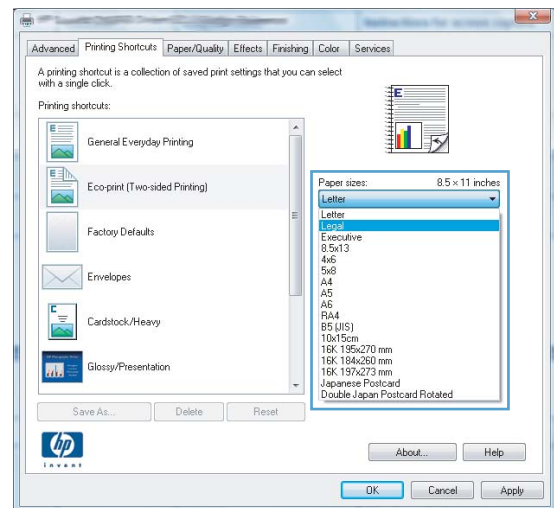 Advanced Printing Shortcuts Paper/Quality Effects Finishing Color Services
A printing shortcut is a collection of saved print settings that you can select
with a single click.
Printing shortcuts:
E
General Everyday Printing
E
Eco-print (Two-sided Printing)
Factory Defaults
Envelopes
E
Cardstock/Heavy
Glossy/Presentation
E
Paper sizes: 8.5 × 11 inches
Letter
Letter
Legal
Executive
8.5x13
4x6
5x8
A4
A5
A6
RA4
B5 (JIS)
10x15cm
16K 195x270 mm
16K 184x260 mm
16K 197x273 mm
Japanese Postcard
Double Japan Postcard Rotated
Save As... Delete Reset
hp
invent
About... Help
OK Cancel Apply